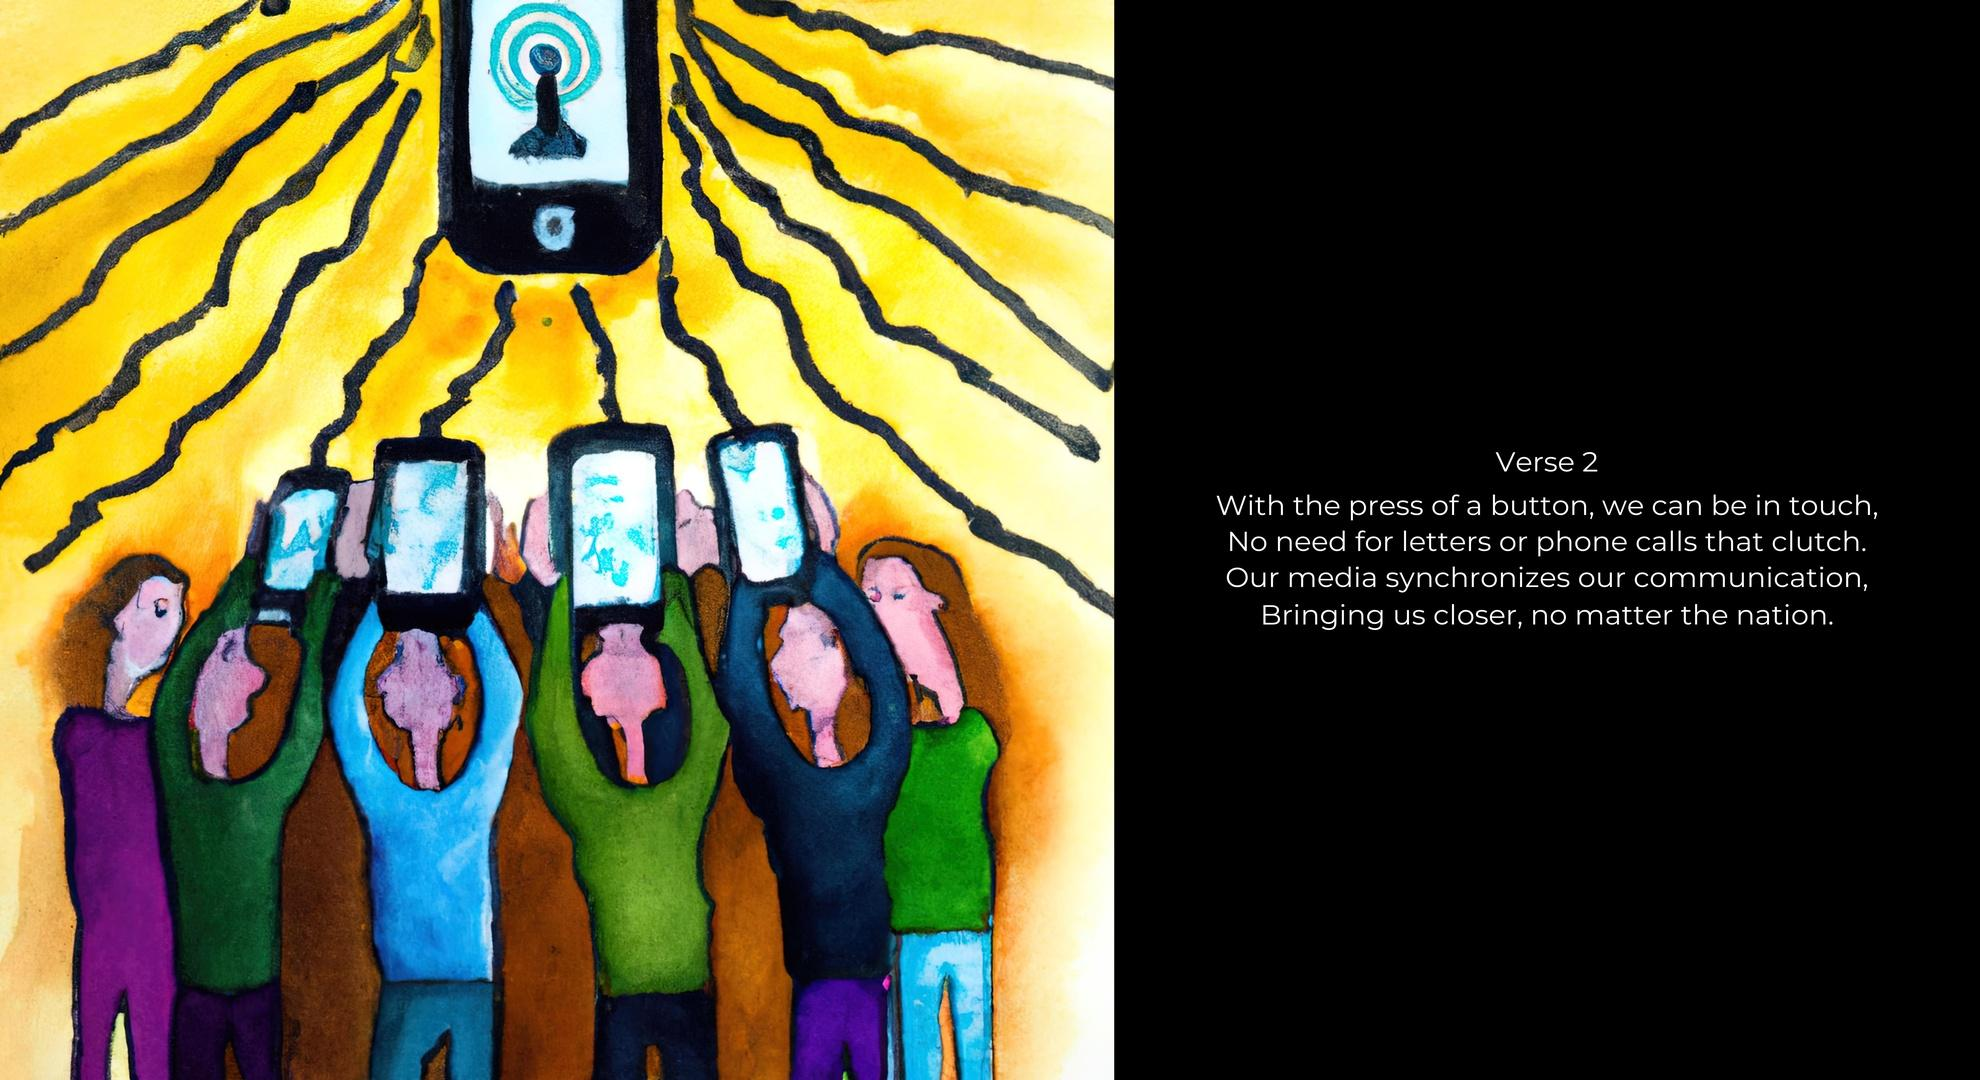 Verse 2
With the press of a button, we can be in touch,
No need for letters or phone calls that clutch.
Our media synchronizes our communication,
Bringing us closer, no matter the nation.